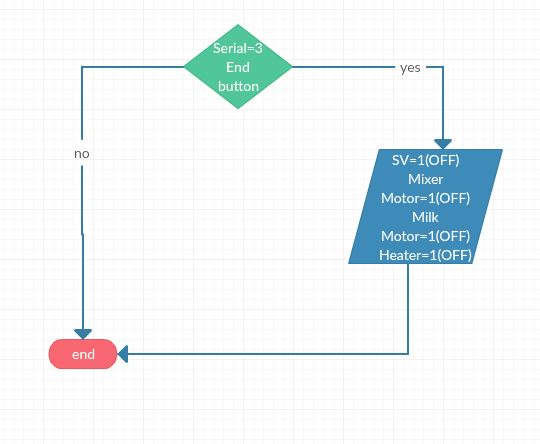 Serial=3
End
button
yes
no
SV=1(OFF)
Mixer
Motor=1(OFF)
Milk
Motor=1(OFF)
Heater=1(OFF)
end